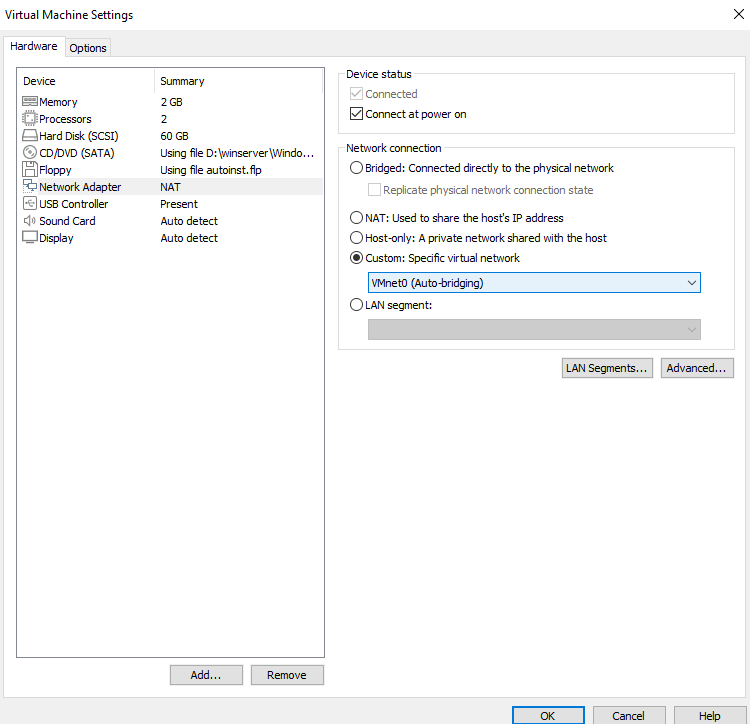 Virtual Machine Settings
Hardware Options
Device Summary
Memory 2 GB
Processors 2
Hard Disk (SCSI) 60 GB
CD/DVD (SATA) Using file D:\winserver\Windo...
Floppy Using file autoinst.flp
Network Adapter NAT
USB Controller Present
Sound Card Auto detect
Display Auto detect
Add... Remove
Device status
Connected
Connect at power on
Network connection
Bridged: Connected directly to the physical network
Replicate physical network connection state
NAT: Used to share the host's IP address
Host-only: A private network shared with the host
Custom: Specific virtual network
VMnet0 (Auto-bridging)
LAN segment:
LAN Segments... Advanced...
OK Cancel Help